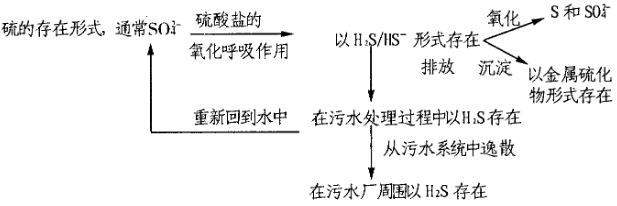 硫的存在形式,通常SO₄²⁻
硫酸盐的
氧化呼吸作用
以H₂S/HS⁻形式存在
氧化
S和SO₄²⁻
排放
沉淀
以金属硫化
物形式存在
重新回到水中
在污水处理过程中以H₂S存在
从污水系统中逸散
在污水厂周围以H₂S存在